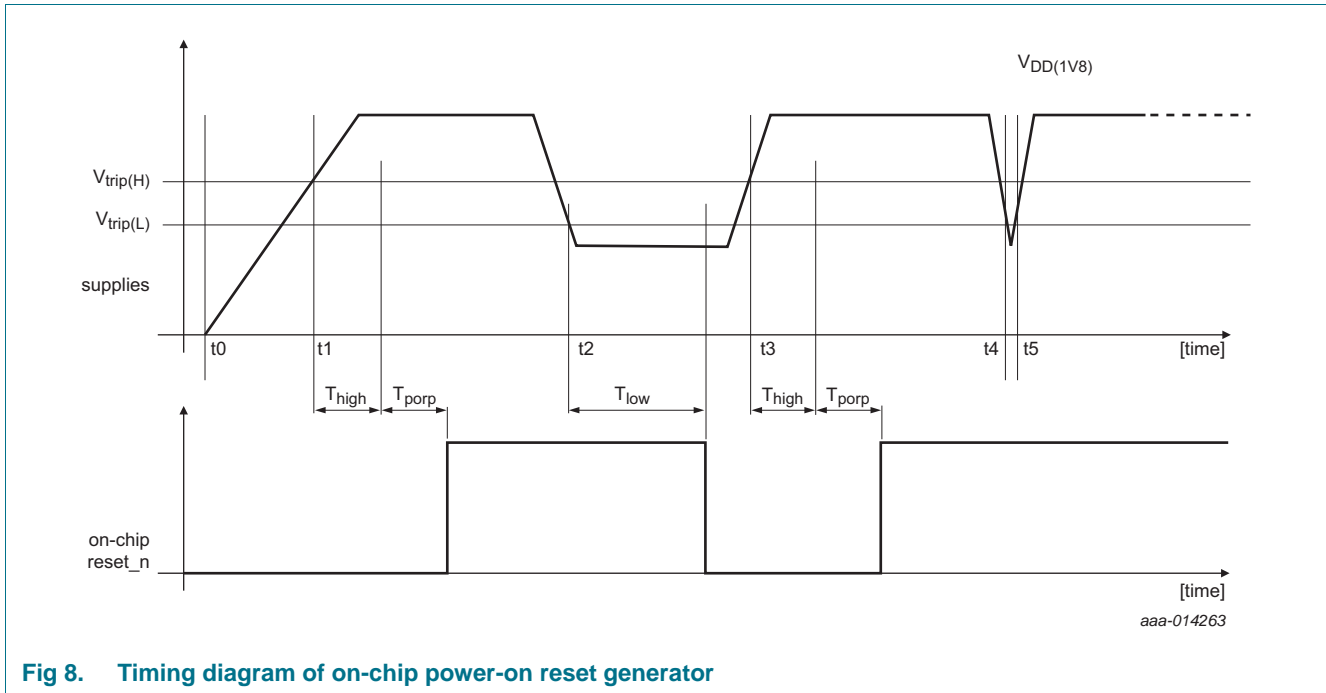 VDD(1V8)
Vtrip(H)
Vtrip(L)
supplies
t0 t1 t2 t3 t4 t5 [time]
Thigh Tporp Tlow Thigh Tporp
on-chip
reset_n
[time]
aaa-014263
Fig 8. Timing diagram of on-chip power-on reset generator